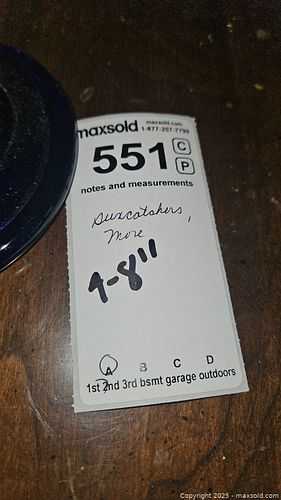 maxsold maxsold.com
1-877-257-7799
551 C
P
notes and measurements
Suncatchers,
More
9-8"
A B C D
1st 2nd 3rd bsmt garage outdoors
Copyright 2025 - maxsold.com